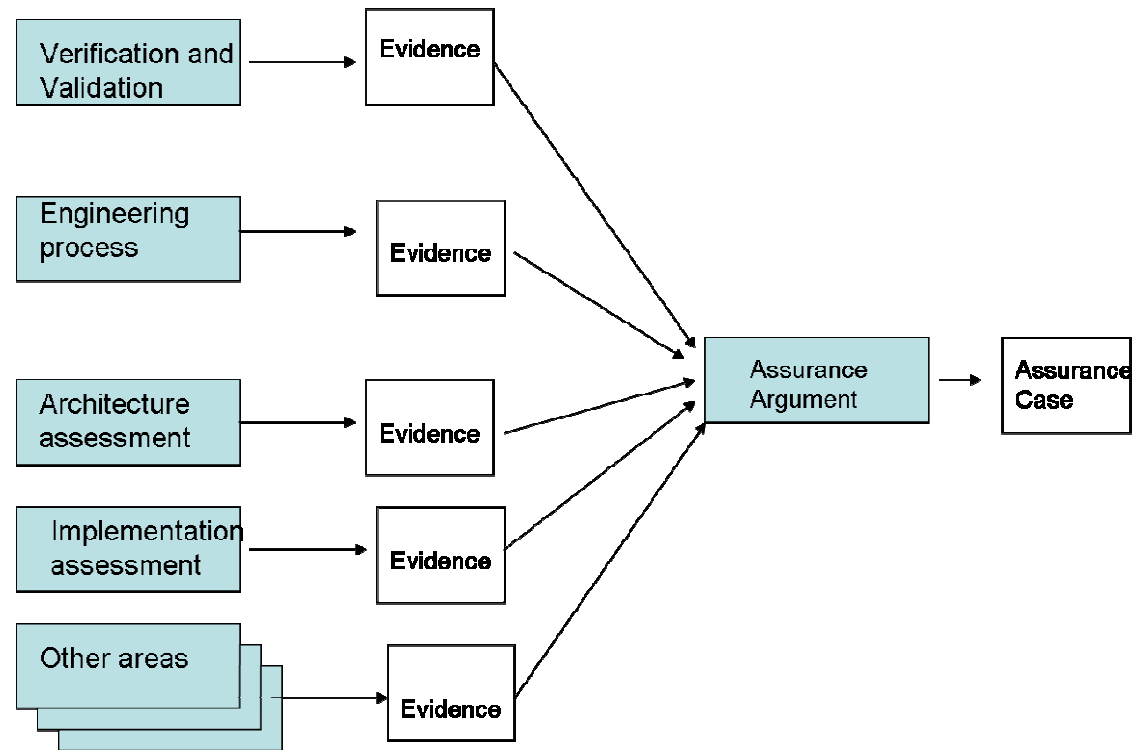 Verification and
Validation
Evidence
Engineering
process
Evidence
Architecture
assessment
Evidence
Implementation
assessment
Evidence
Other areas
Evidence
Assurance
Argument
Assurance
Case